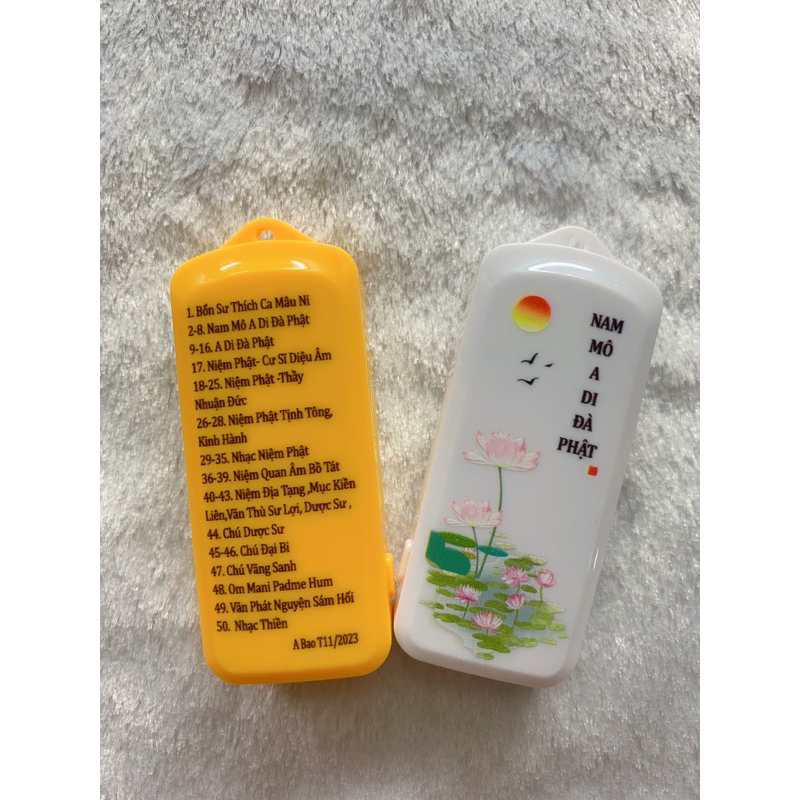 1. Bổn Sư Thích Ca Mâu Ni
2-8. Nam Mô A Di Đà Phật
9-16. A Di Đà Phật
17. Niệm Phật- Cư Sĩ Diệu Âm
18-25. Niệm Phật -Thầy
Nhuận Đức
26-28. Niệm Phật Tịnh Tông,
Kinh Hành
29-35. Nhạc Niệm Phật
36-39. Niệm Quan Âm Bồ Tát
40-43. Niệm Địa Tạng ,Mục Kiền
Liên,Văn Thù Sư Lợi, Dược Sư ,
44. Chú Dược Sư
45-46. Chú Đại Bi
47. Chú Vãng Sanh
48. Om Mani Padme Hum
49. Văn Phát Nguyện Sám Hối
50. Nhạc Thiền
A Bao T11/2023
NAM
MÔ
A
DI
ĐÀ
PHẬT